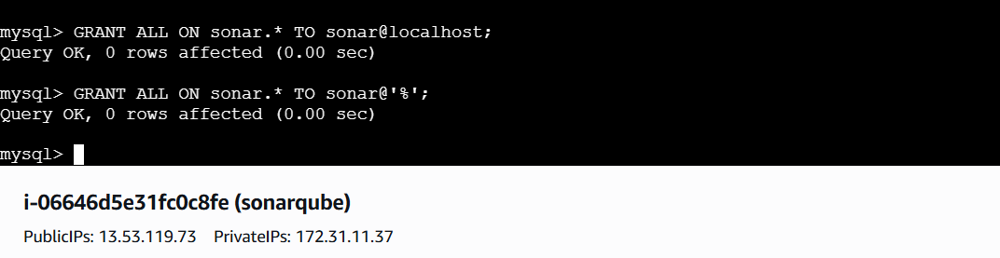 mysql> GRANT ALL ON sonar.* TO sonar@localhost;
Query OK, 0 rows affected (0.00 sec)
mysql> GRANT ALL ON sonar.* TO sonar@'%';
Query OK, 0 rows affected (0.00 sec)
mysql>
i-06646d5e31fc0c8fe (sonarqube)
PublicIPs: 13.53.119.73 PrivateIPs: 172.31.11.37